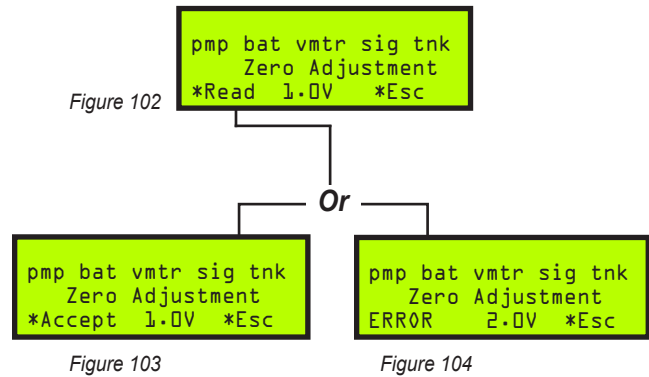 pmp bat vmtr sig tnk
Zero Adjustment
*Read 1.0V *Esc
Figure 102
Or
pmp bat vmtr sig tnk
Zero Adjustment
*Accept 1.0V *Esc
Figure 103
pmp bat vmtr sig tnk
Zero Adjustment
ERROR 2.0V *Esc
Figure 104